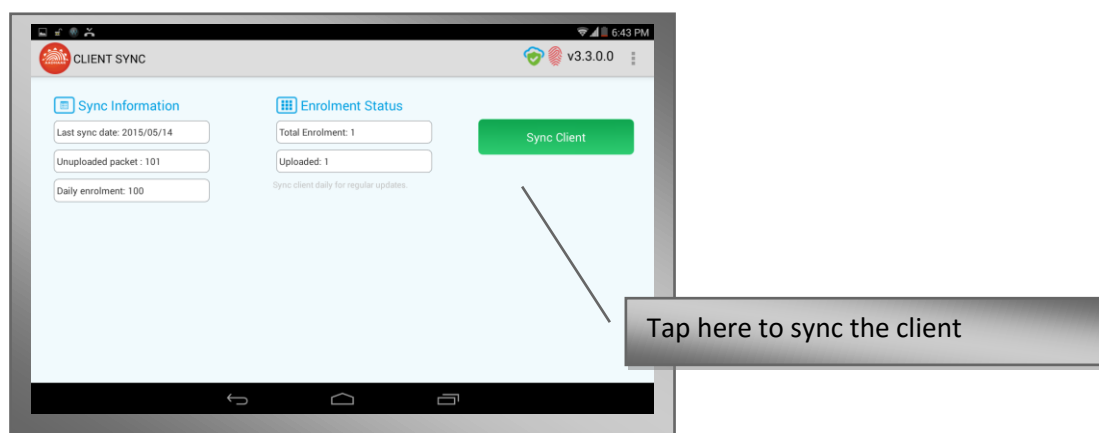 6:43 PM
CLIENT SYNC
v3.3.0.0
Sync Information
Last sync date: 2015/05/14
Unuploaded packet : 101
Daily enrolment: 100
Enrolment Status
Total Enrolment: 1
Uploaded: 1
Sync client daily for regular updates.
Sync Client
Tap here to sync the client